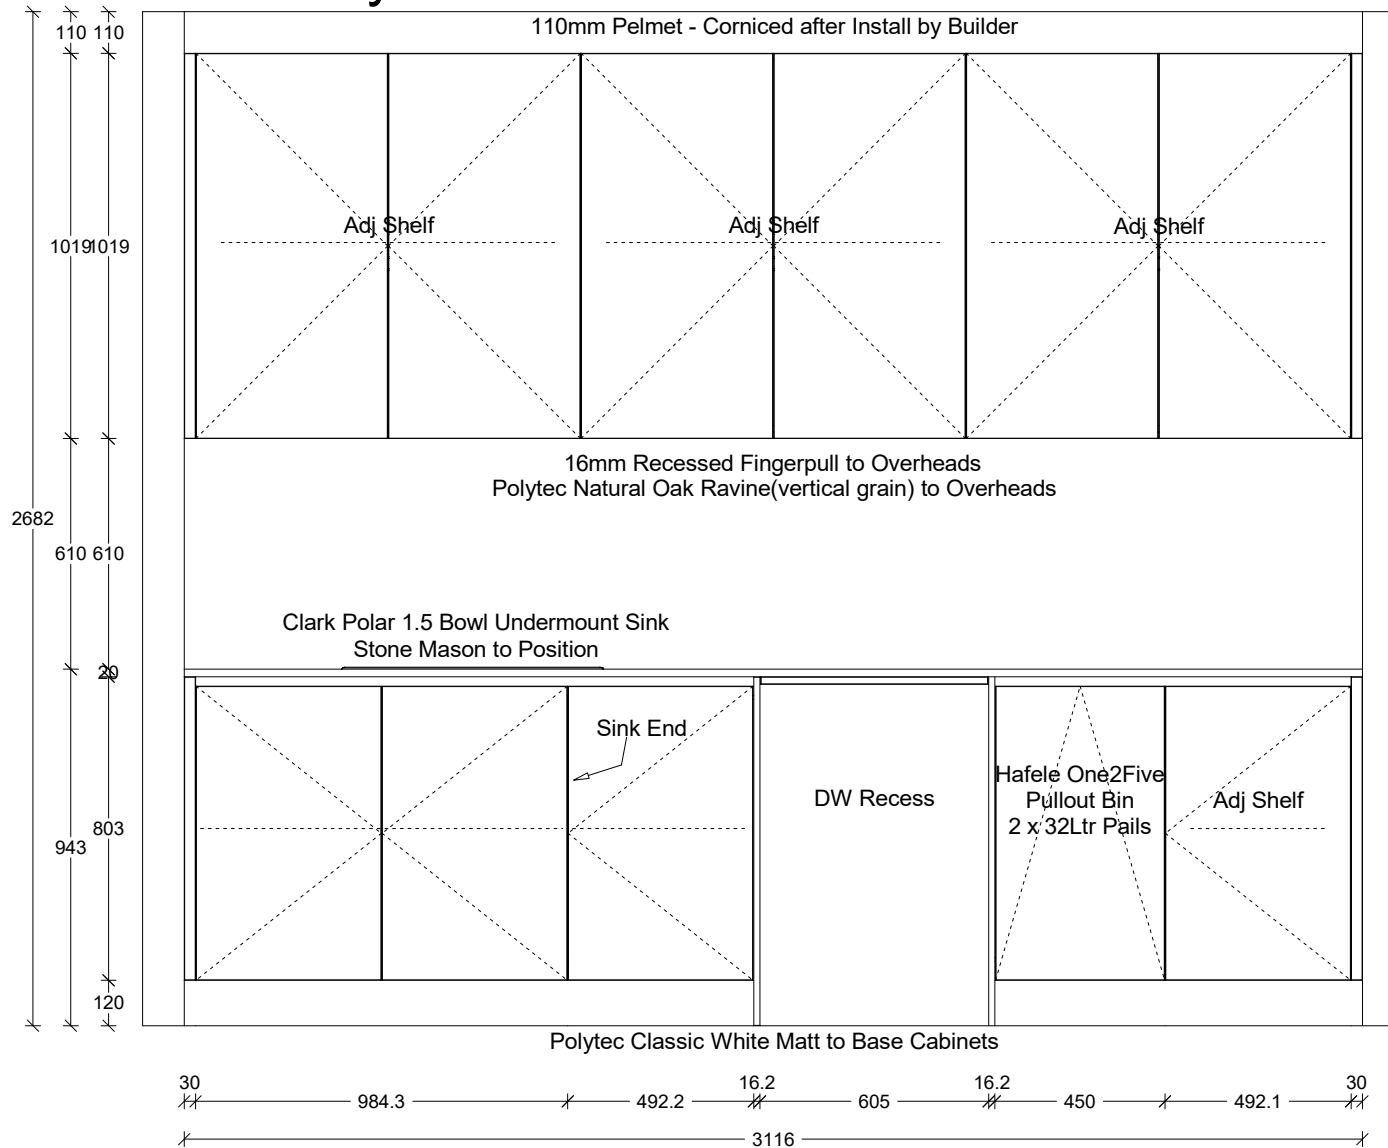 110mm Pelmet - Corniced after Install by Builder
110 110
Adj Shelf Adj Shelf Adj Shelf
1019 1019
16mm Recessed Fingerpull to Overheads
Polytec Natural Oak Ravine(vertical grain) to Overheads
2682
610 610
Clark Polar 1.5 Bowl Undermount Sink
Stone Mason to Position
20
Sink End
Hafele One2Five
Pullout Bin
2 x 32Ltr Pails
DW Recess
Adj Shelf
803
943
120
Polytec Classic White Matt to Base Cabinets
30 16.2 16.2 30
984.3 492.2 605 450 492.1
3116